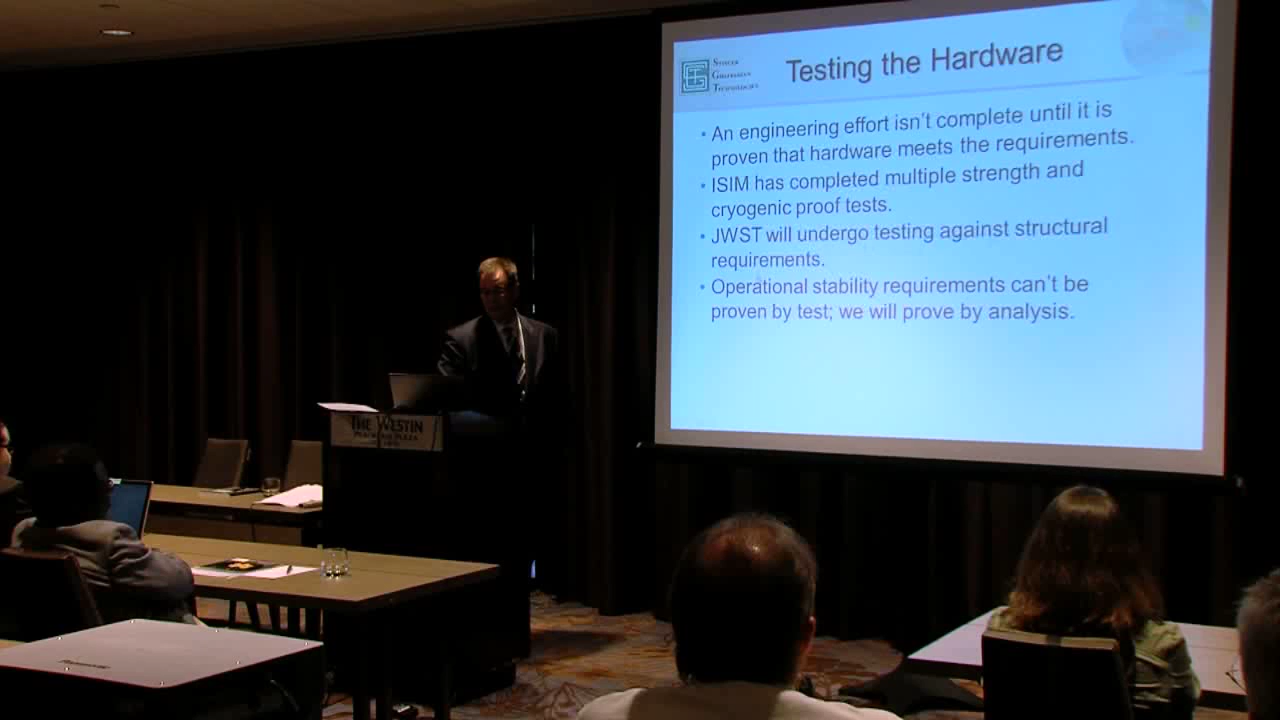 Testing the Hardware
• An engineering effort isn't complete until it is
proven that hardware meets the requirements.
• ISIM has completed multiple strength and
cryogenic proof tests.
• JWST will undergo testing against structural
requirements.
• Operational stability requirements can't be
proven by test; we will prove by analysis.
THE WESTIN
Panasonic